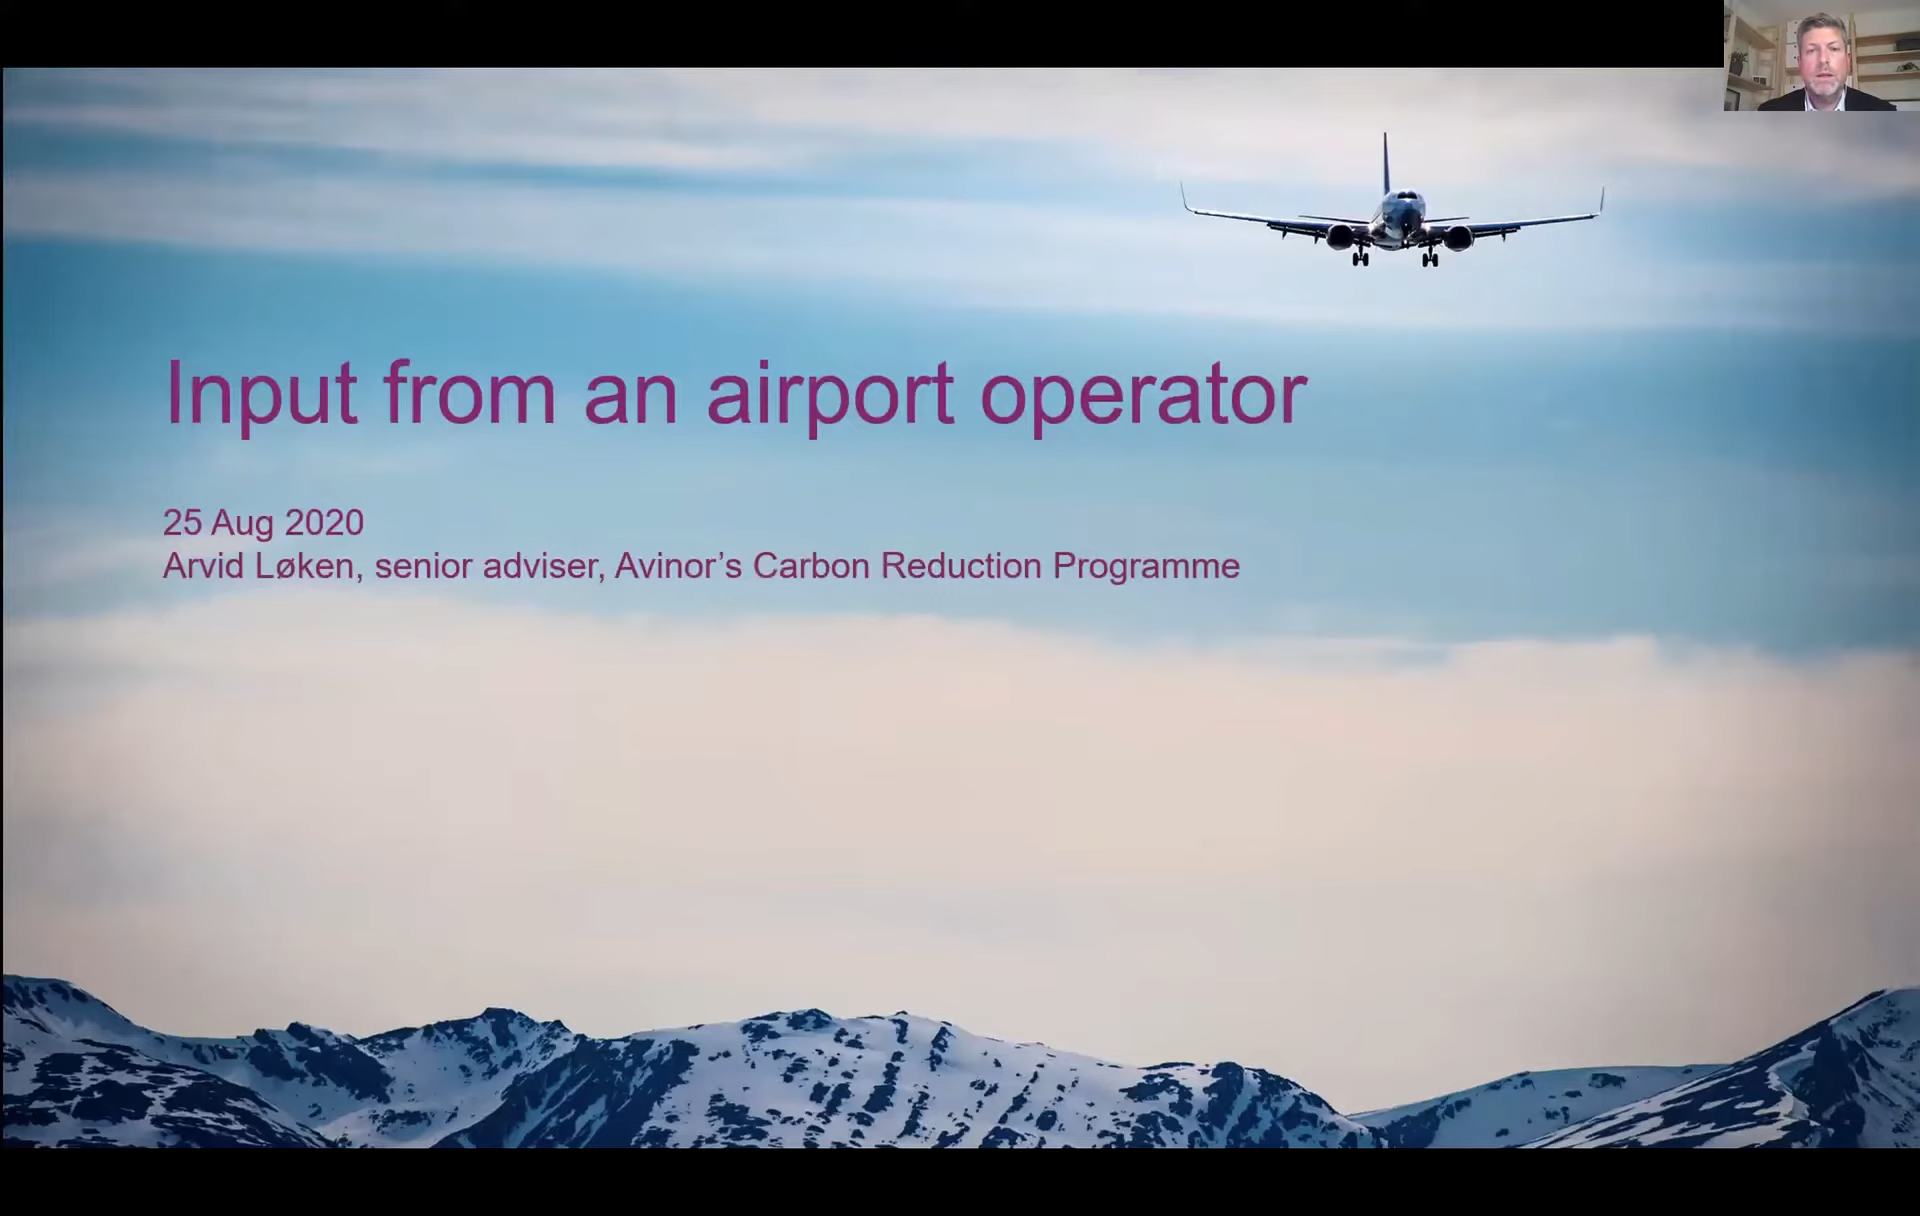 Input from an airport operator
25 Aug 2020
Arvid Løken, senior adviser, Avinor’s Carbon Reduction Programme